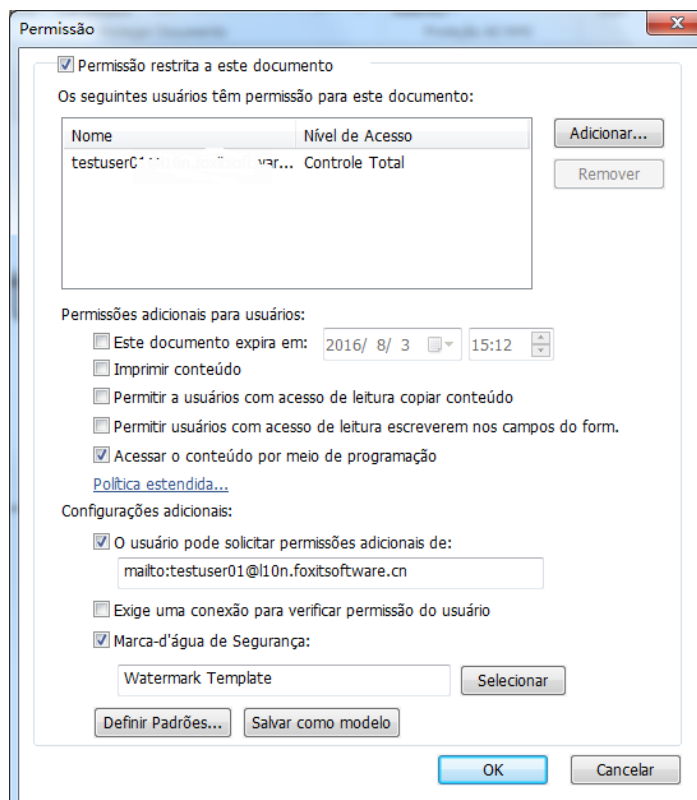 Permissão
Permissão restrita a este documento
Os seguintes usuários têm permissão para este documento:
Nome Nível de Acesso
Adicionar...
testuser01 Controle Total
Remover
Permissões adicionais para usuários:
Este documento expira em: 2016/ 8/ 3 15:12
Imprimir conteúdo
Permitir a usuários com acesso de leitura copiar conteúdo
Permitir usuários com acesso de leitura escreverem nos campos do form.
Acessar o conteúdo por meio de programação
Política estendida...
Configurações adicionais:
O usuário pode solicitar permissões adicionais de:
mailto:testuser01@l10n.foxitsoftware.cn
Exige uma conexão para verificar permissão do usuário
Marca-d'água de Segurança:
Watermark Template Selecionar
Definir Padrões... Salvar como modelo
OK Cancelar